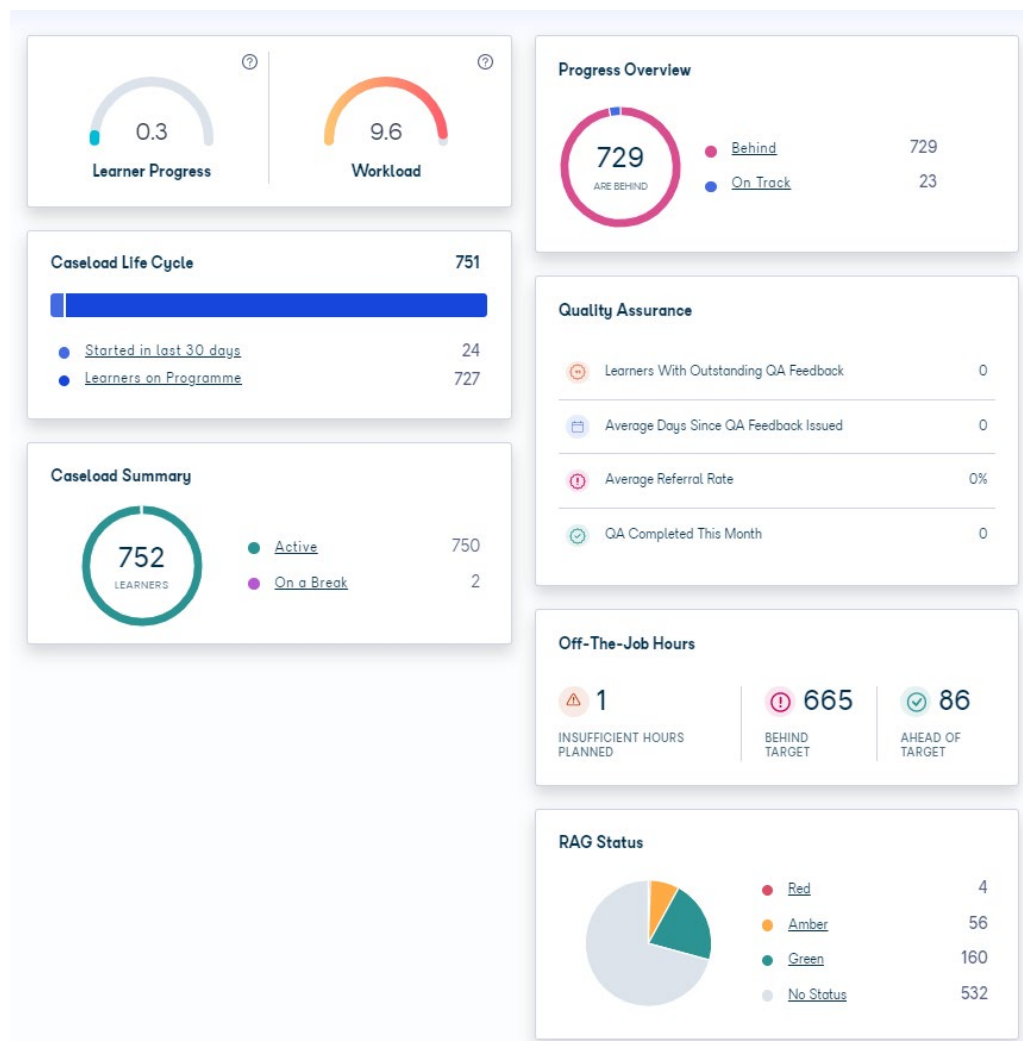 0.3
Learner Progress
9.6
Workload
Caseload Life Cycle 751
Started in last 30 days 24
Learners on Programme 727
Caseload Summary
752
LEARNERS
Active 750
On a Break 2
Progress Overview
729
ARE BEHIND
Behind 729
On Track 23
Quality Assurance
Learners With Outstanding QA Feedback 0
Average Days Since QA Feedback Issued 0
Average Referral Rate 0%
QA Completed This Month 0
Off-The-Job Hours
1
INSUFFICIENT HOURS
PLANNED
665
BEHIND
TARGET
86
AHEAD OF
TARGET
RAG Status
Red 4
Amber 56
Green 160
No Status 532